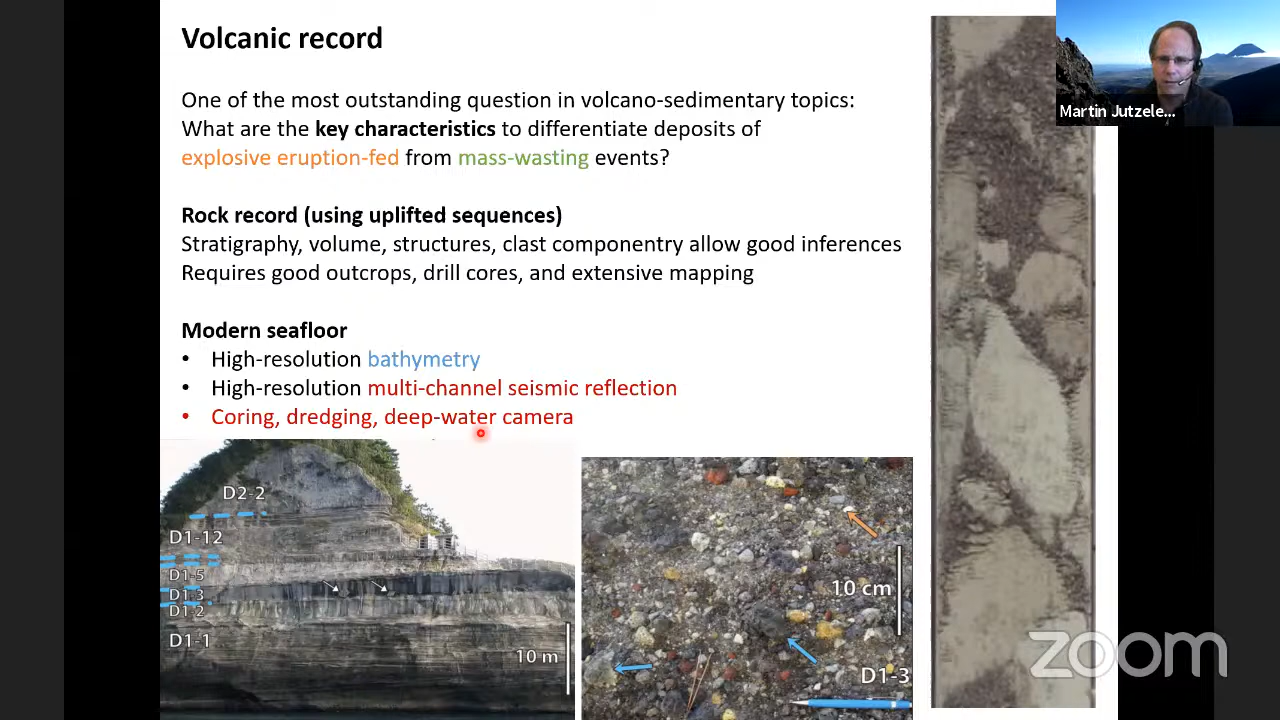 Volcanic record
One of the most outstanding question in volcano-sedimentary topics:
What are the key characteristics to differentiate deposits of
explosive eruption-fed from mass-wasting events?
Rock record (using uplifted sequences)
Stratigraphy, volume, structures, clast componentry allow good inferences
Requires good outcrops, drill cores, and extensive mapping
Modern seafloor
• High-resolution bathymetry
• High-resolution multi-channel seismic reflection
• Coring, dredging, deep-water camera
D2-2
D1-12
D1-5
D1-3
D1-2
D1-1
10 m
10 cm
D1-3
Martin Jutzele...
zoom